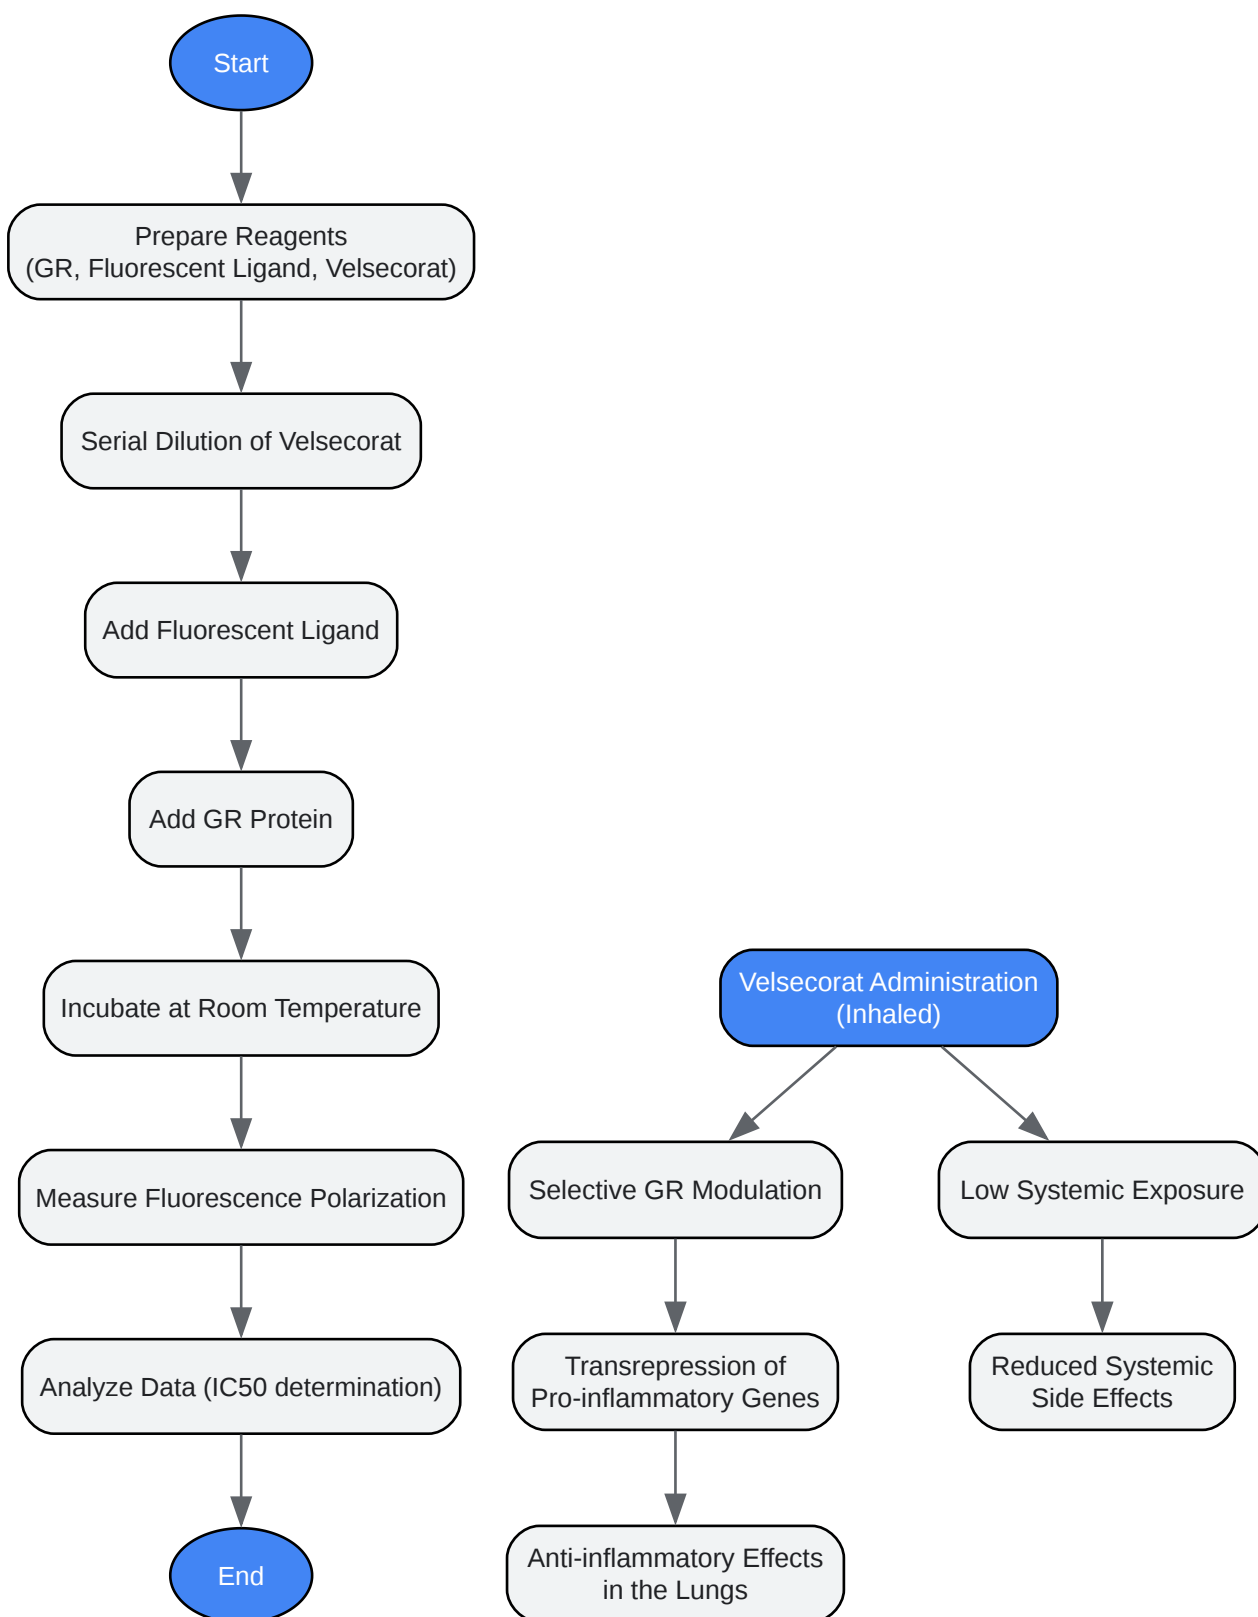 Start
Prepare Reagents
(GR, Fluorescent Ligand, Velsecorat)
Serial Dilution of Velsecorat
Add Fluorescent Ligand
Add GR Protein
Incubate at Room Temperature
Measure Fluorescence Polarization
Analyze Data (IC50 determination)
End
Velsecorat Administration
(Inhaled)
Selective GR Modulation
Low Systemic Exposure
Transrepression of
Pro-inflammatory Genes
Reduced Systemic
Side Effects
Anti-inflammatory Effects
in the Lungs